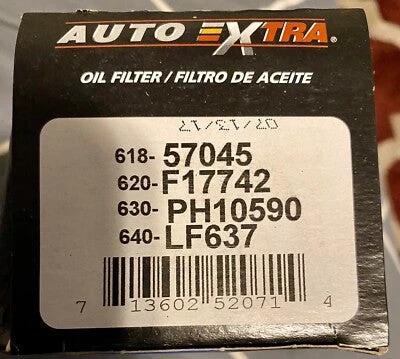 AUTO EXTRA®
OIL FILTER / FILTRO DE ACEITE
07/13/17
618-57045
620-F17742
630-PH10590
640-LF637
7 13602 52071 4